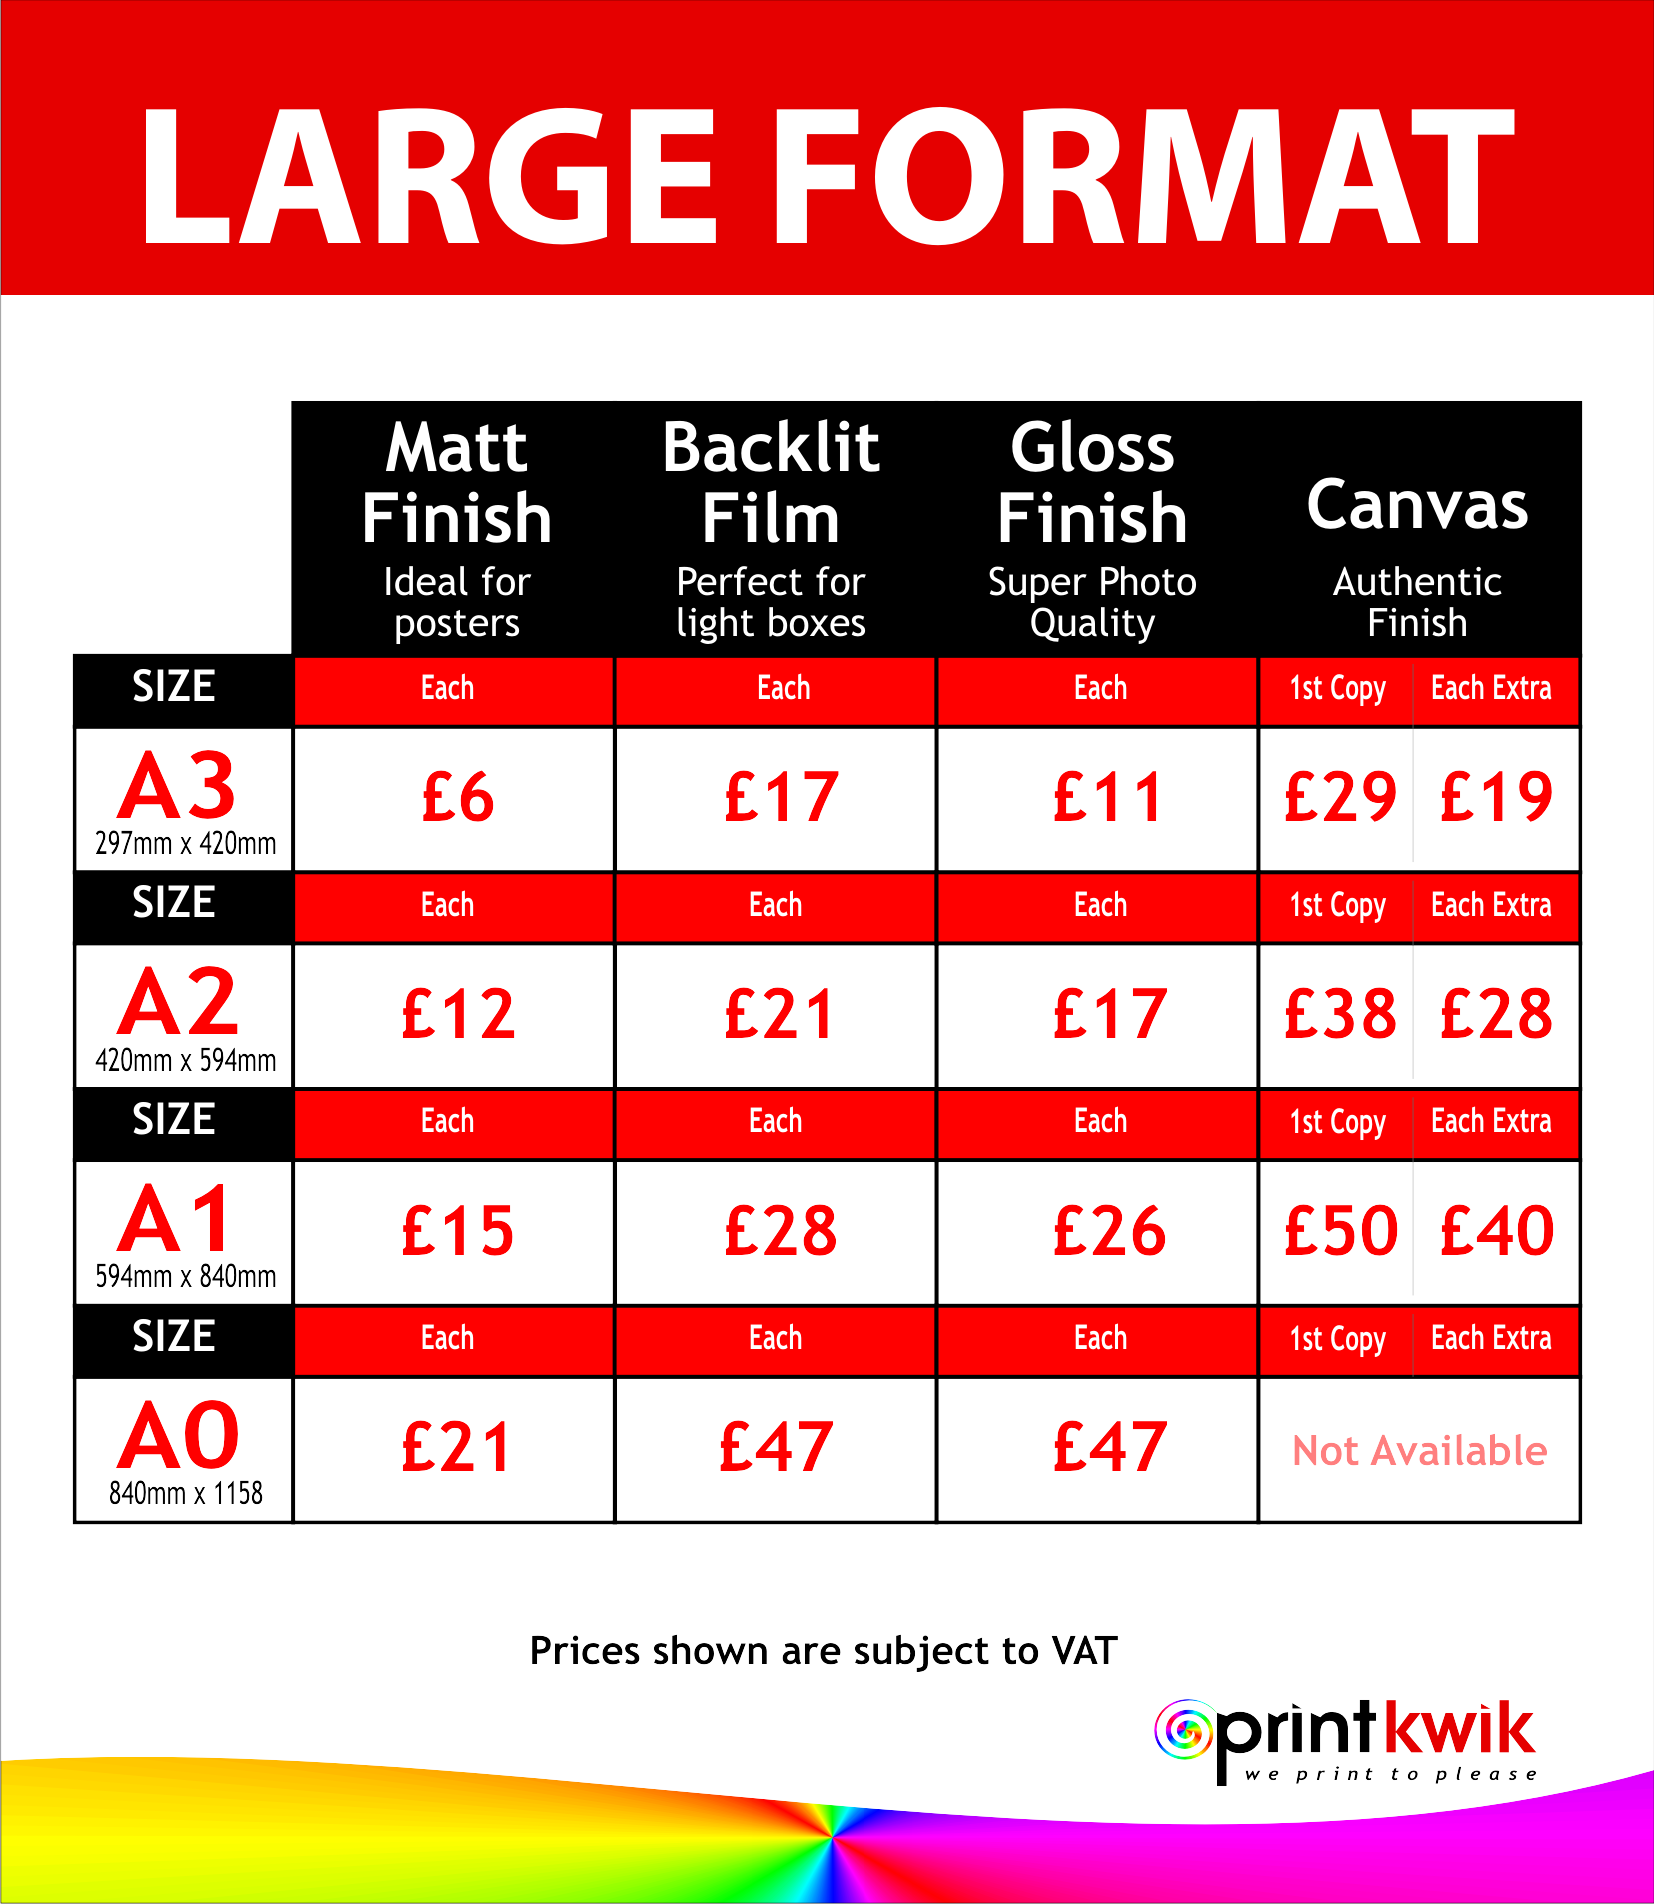 LARGE FORMAT
Matt Finish
Ideal for posters
Backlit Film
Perfect for light boxes
Gloss Finish
Super Photo Quality
Canvas
Authentic Finish
SIZE Each Each Each 1st Copy Each Extra
A3 £6 £17 £11 £29 £19
297mm x 420mm
SIZE Each Each Each 1st Copy Each Extra
A2 £12 £21 £17 £38 £28
420mm x 594mm
SIZE Each Each Each 1st Copy Each Extra
A1 £15 £28 £26 £50 £40
594mm x 840mm
SIZE Each Each Each 1st Copy Each Extra
A0 £21 £47 £47 Not Available
840mm x 1158
Prices shown are subject to VAT
printkwik
we print to please